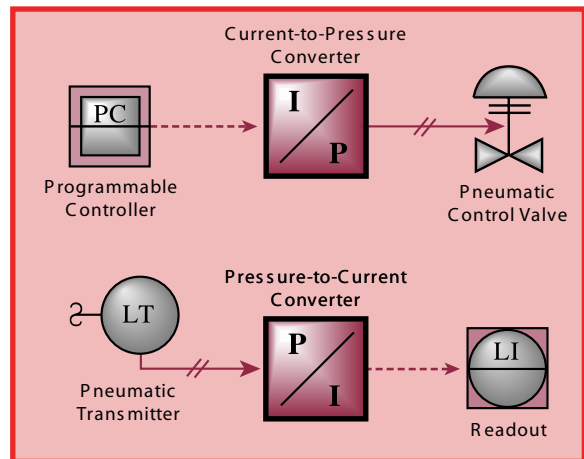 Current-to-Pressure
Converter
PC
I
P
Programmable
Controller
Pneumatic
Control Valve
Pressure-to-Current
Converter
LT
P
I
LI
Pneumatic
Transmitter
Readout